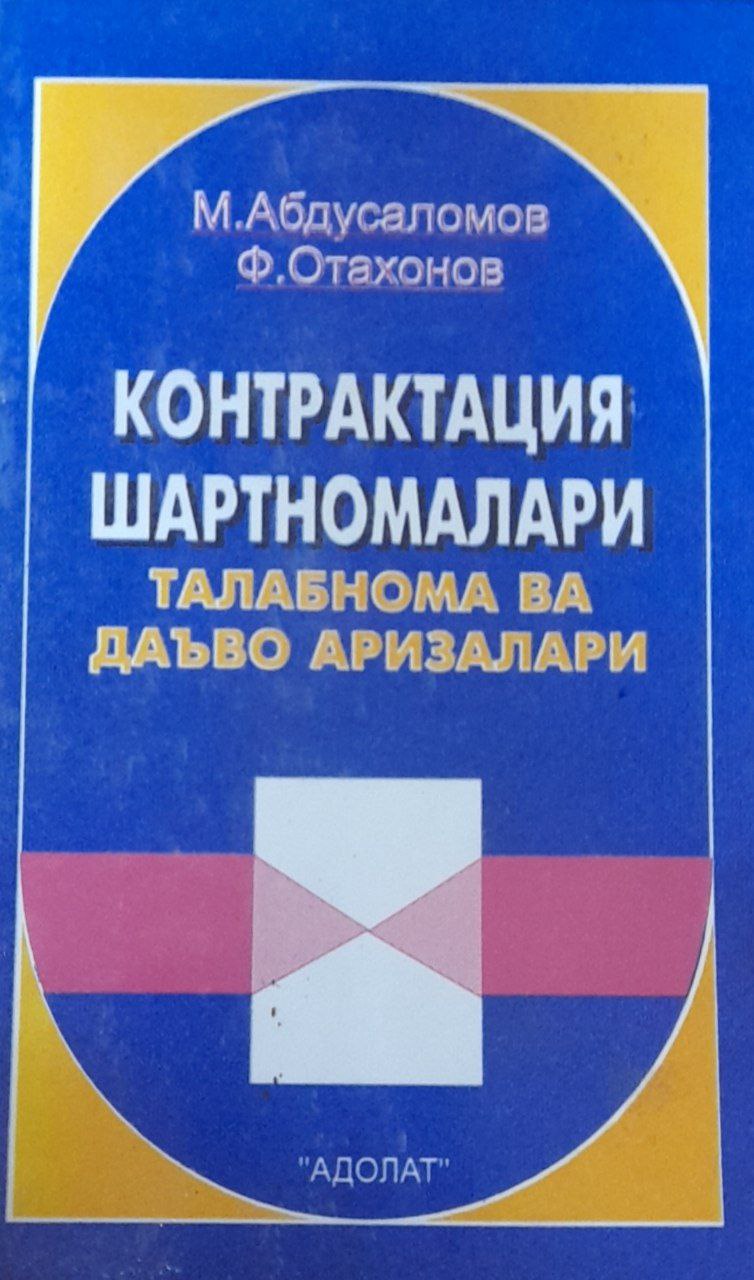 М.Абдусаломов
Ф.Отахонов
КОНТРАКТАЦИЯ
ШАРТНОМАЛАРИ
ТАЛАБНОМА ВА
ДАЪВО АРИЗАЛАРИ
"АДОЛАТ"